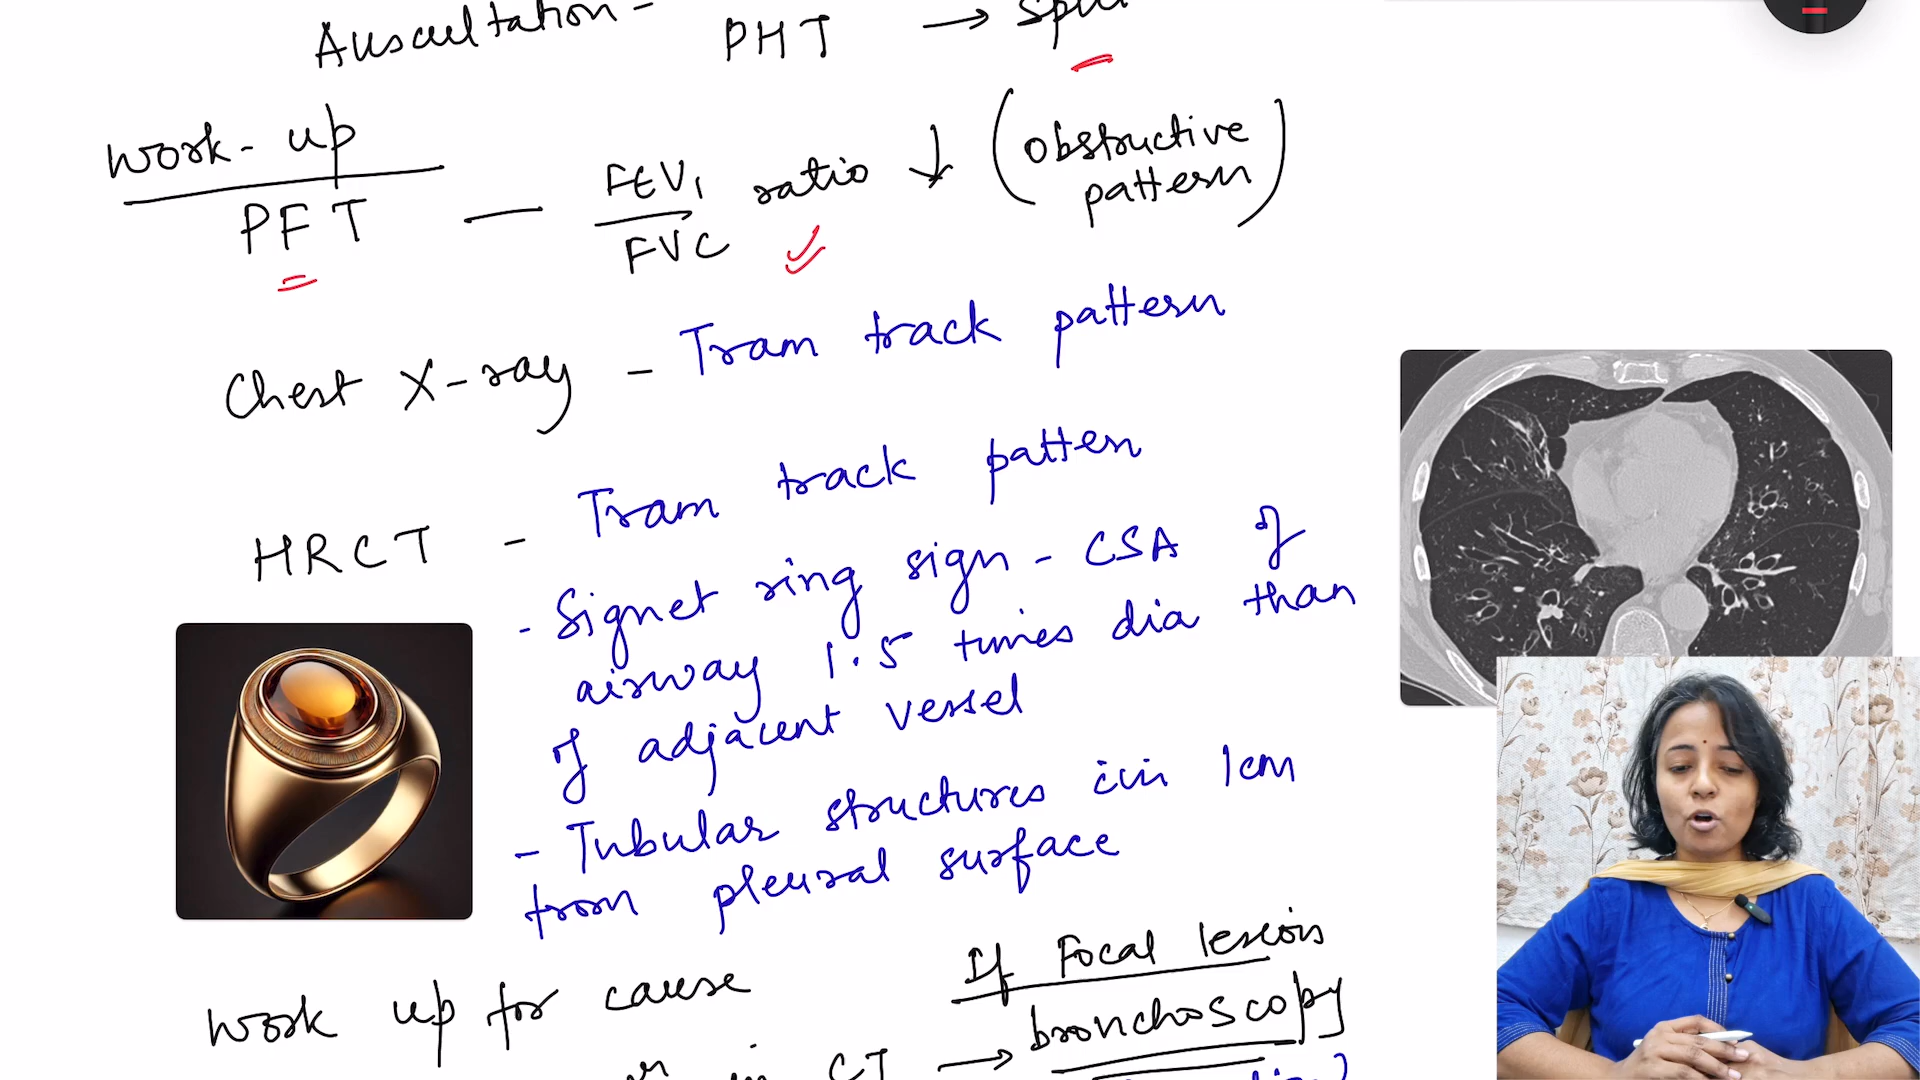 Auscultation -
PHT →
Work-up
PFT — FEV1
FVC
ratio ↓ (obstructive
pattern)
Chest X-ray - Tram track pattern
HRCT - Tram track patten
- Signet ring sign - CSA of
airway 1.5 times dia than
of adjacent vessel
- Tubular structures in 1cm
from pleural surface
Work up for cause
If Focal lesion
CT → bronchoscopy